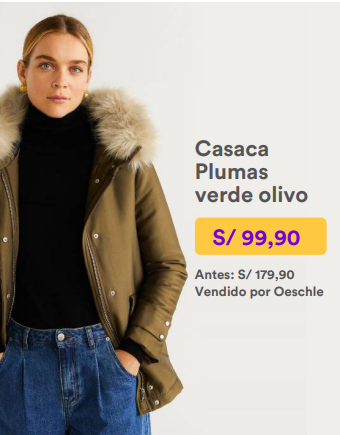 Casaca
Plumas
verde olivo
S/ 99,90
Antes: S/ 179,90
Vendido por Oeschle